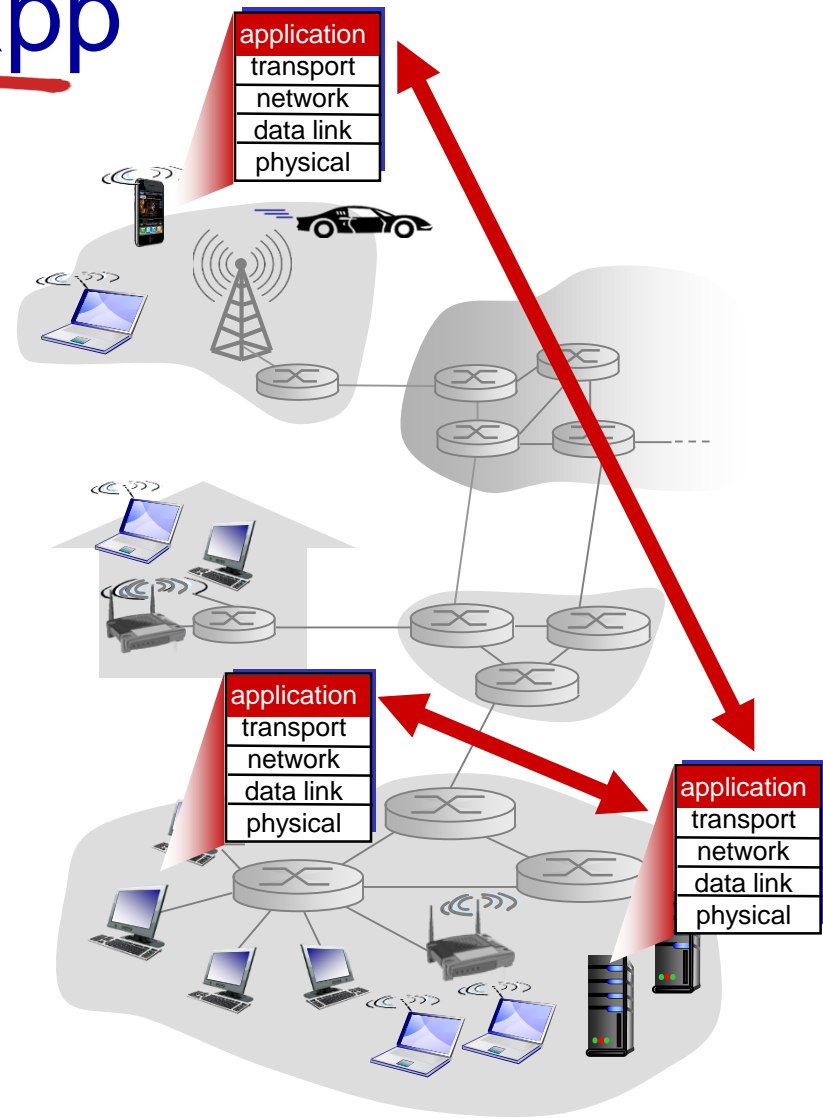 pp
application
transport
network
data link
physical
application
transport
network
data link
physical
application
transport
network
data link
physical